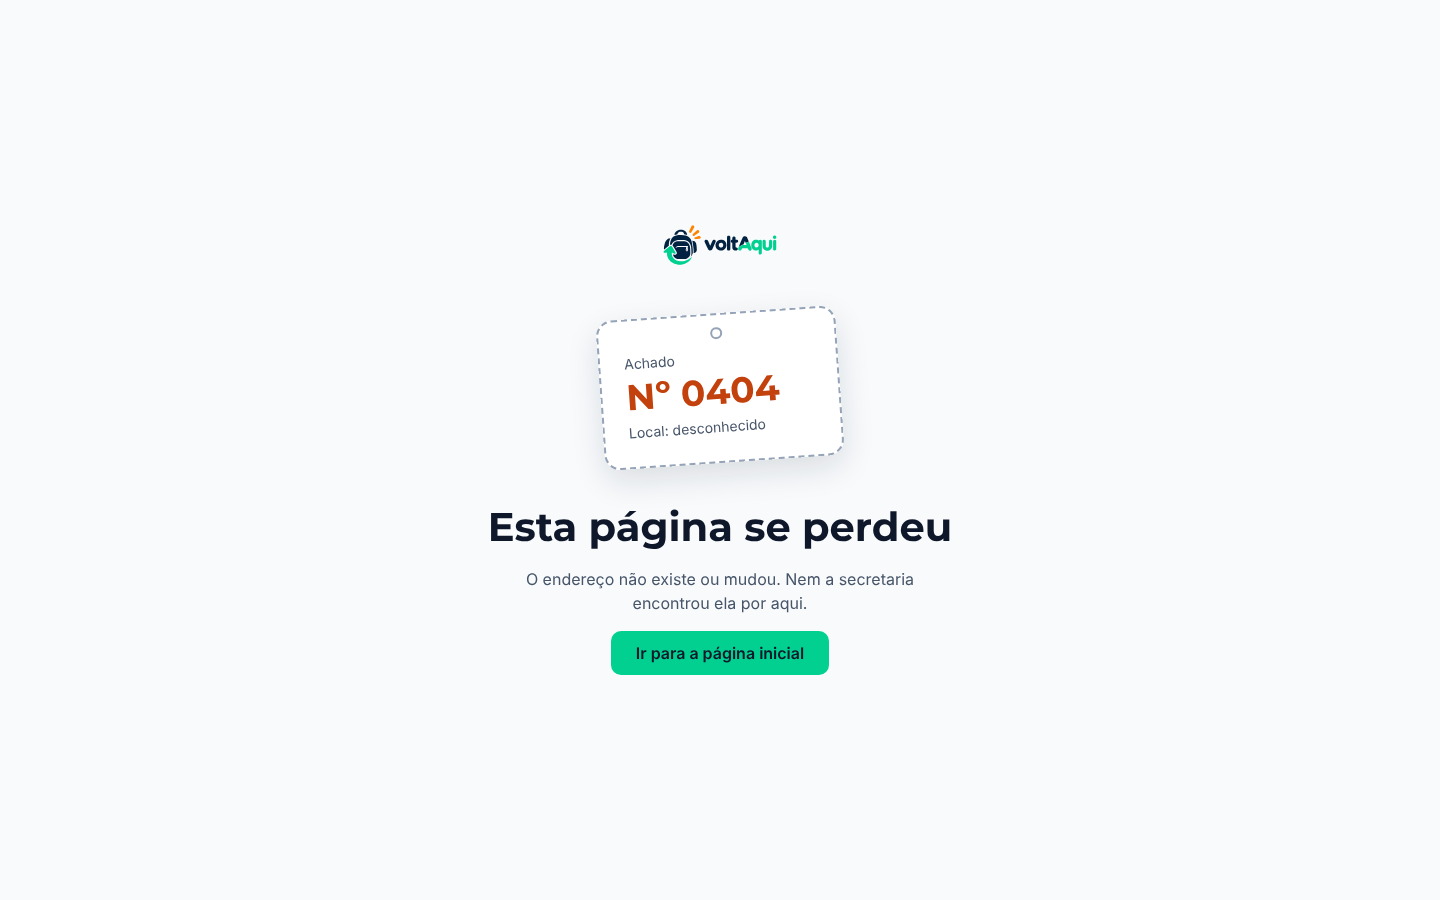 voltAqui
Achado
Nº 0404
Local: desconhecido
Esta página se perdeu
O endereço não existe ou mudou. Nem a secretaria
encontrou ela por aqui.
Ir para a página inicial